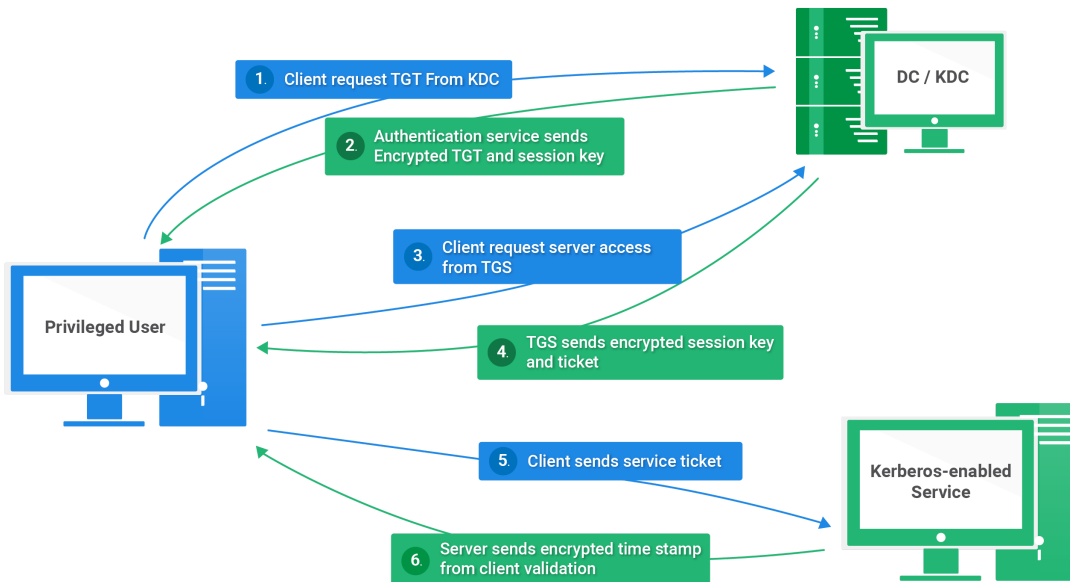 1. Client request TGT From KDC
DC / KDC
2. Authentication service sends
Encrypted TGT and session key
3. Client request server access
from TGS
Privileged User
4. TGS sends encrypted session key
and ticket
5. Client sends service ticket
Kerberos-enabled
Service
6. Server sends encrypted time stamp
from client validation